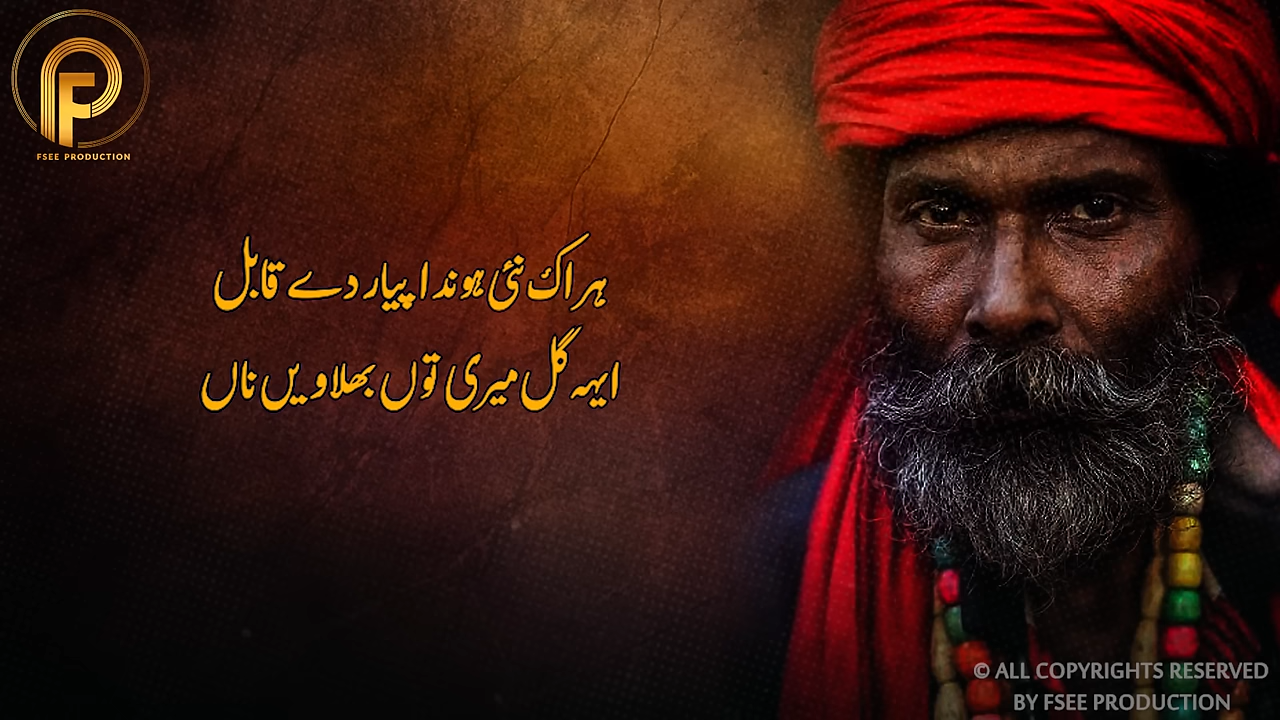 FSEE PRODUCTION
ہر اک نئی ہوندا پیار دے قابل
ایہہ گل میری توں بھلاویں ناں
© ALL COPYRIGHTS RESERVED
BY FSEE PRODUCTION